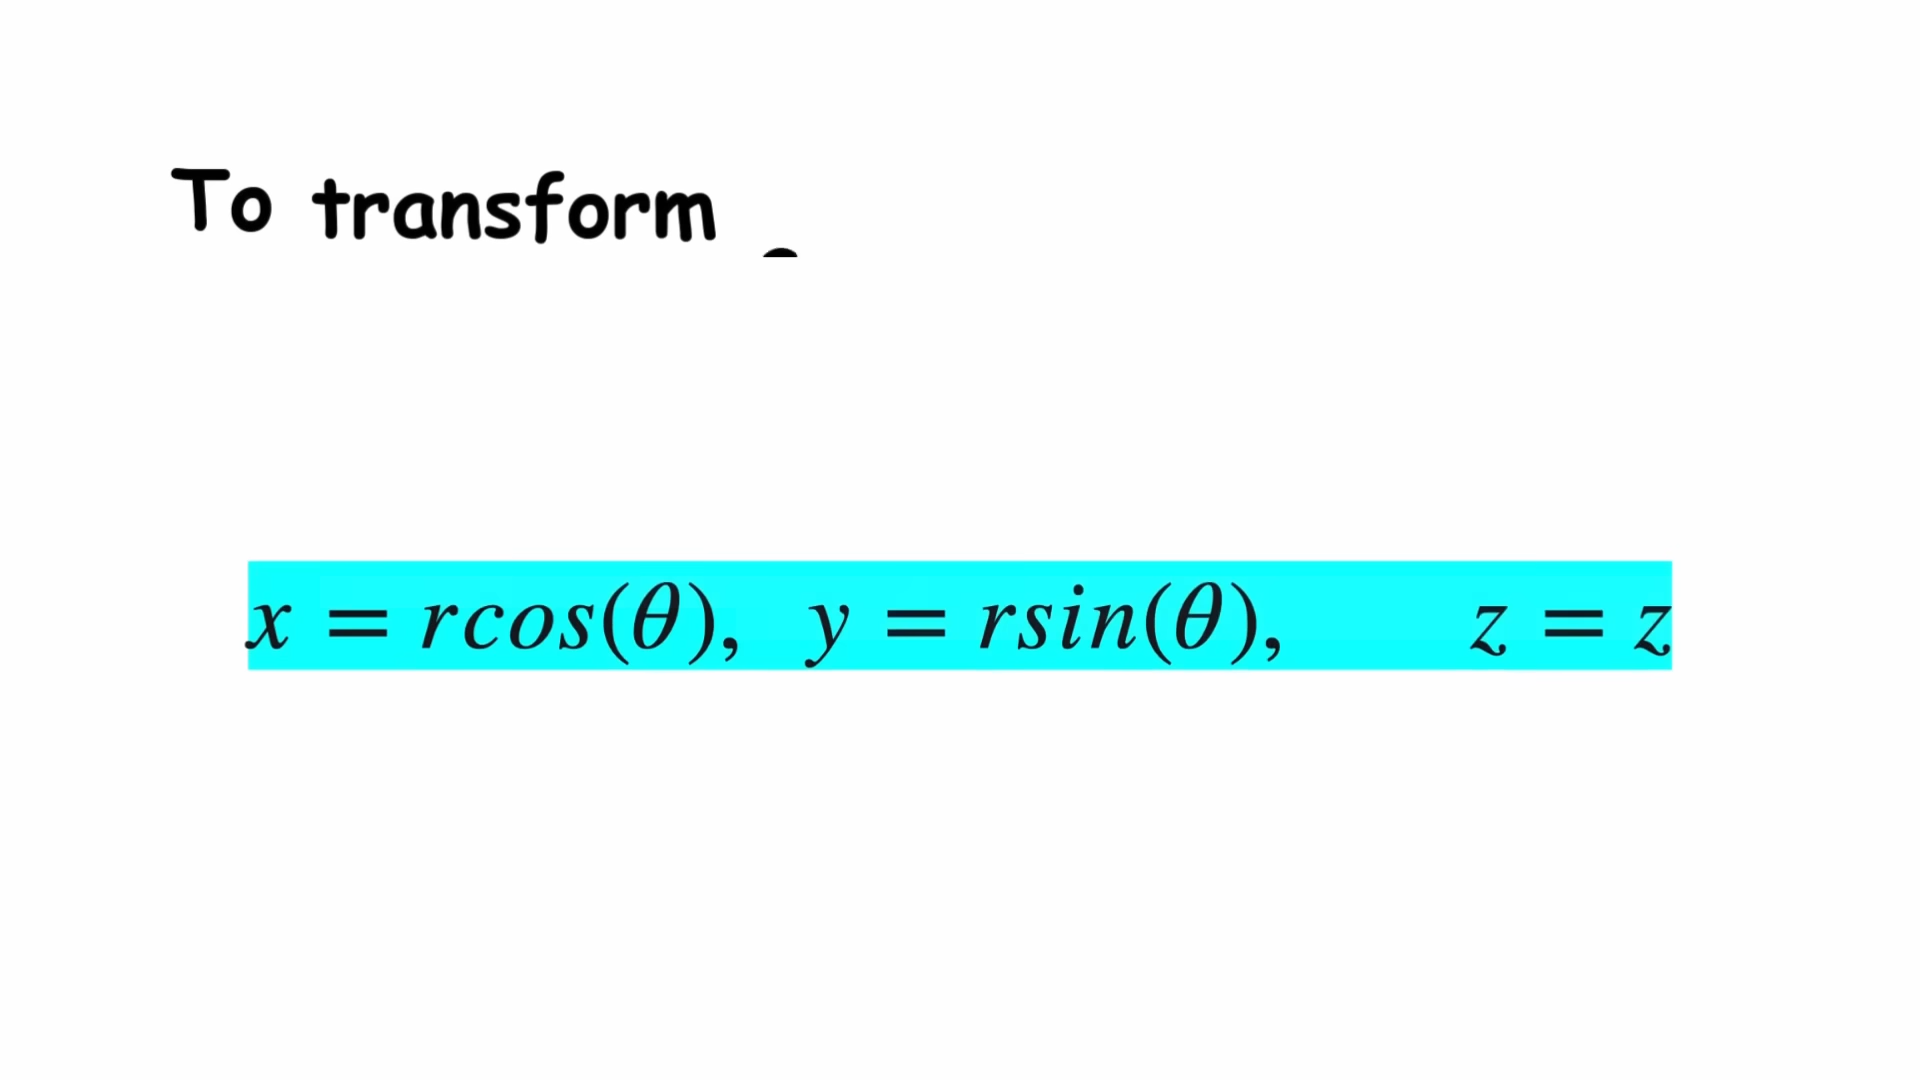 To transform
x = rcos(θ), y = rsin(θ), z = z